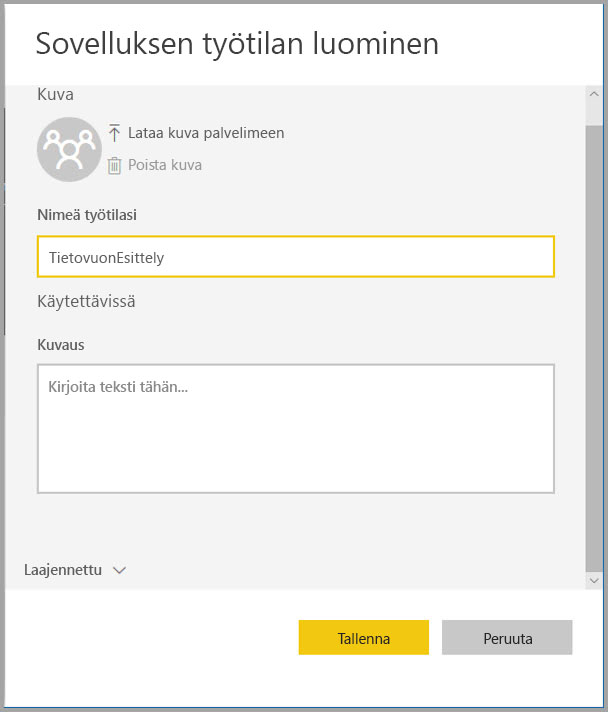 Sovelluksen työtilan luominen
Kuva
Lataa kuva palvelimeen
Poista kuva
Nimeä työtilasi
TietovuonEsittely
Käytettävissä
Kuvaus
Kirjoita teksti tähän...
Laajennettu
Tallenna
Peruuta